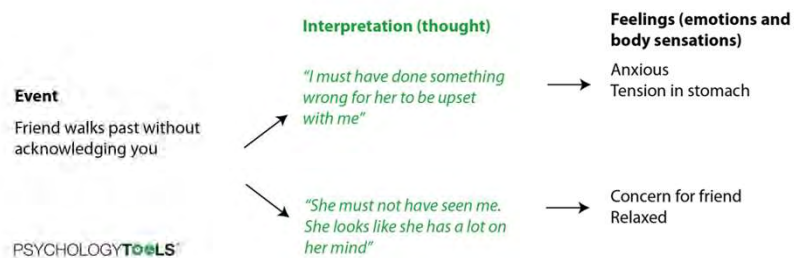 Interpretation (thought)
Feelings (emotions and
body sensations)
"I must have done something
wrong for her to be upset
with me"
Anxious
Tension in stomach
Event
Friend walks past without
acknowledging you
"She must not have seen me.
She looks like she has a lot on
her mind"
Concern for friend
Relaxed
PSYCHOLOGYTOOLS